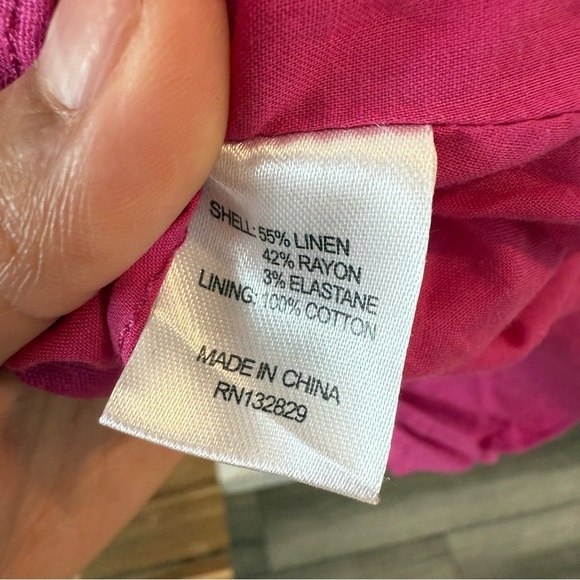 SHELL: 55% LINEN
42% RAYON
3% ELASTANE
LINING: 100% COTTON
MADE IN CHINA
RN132829